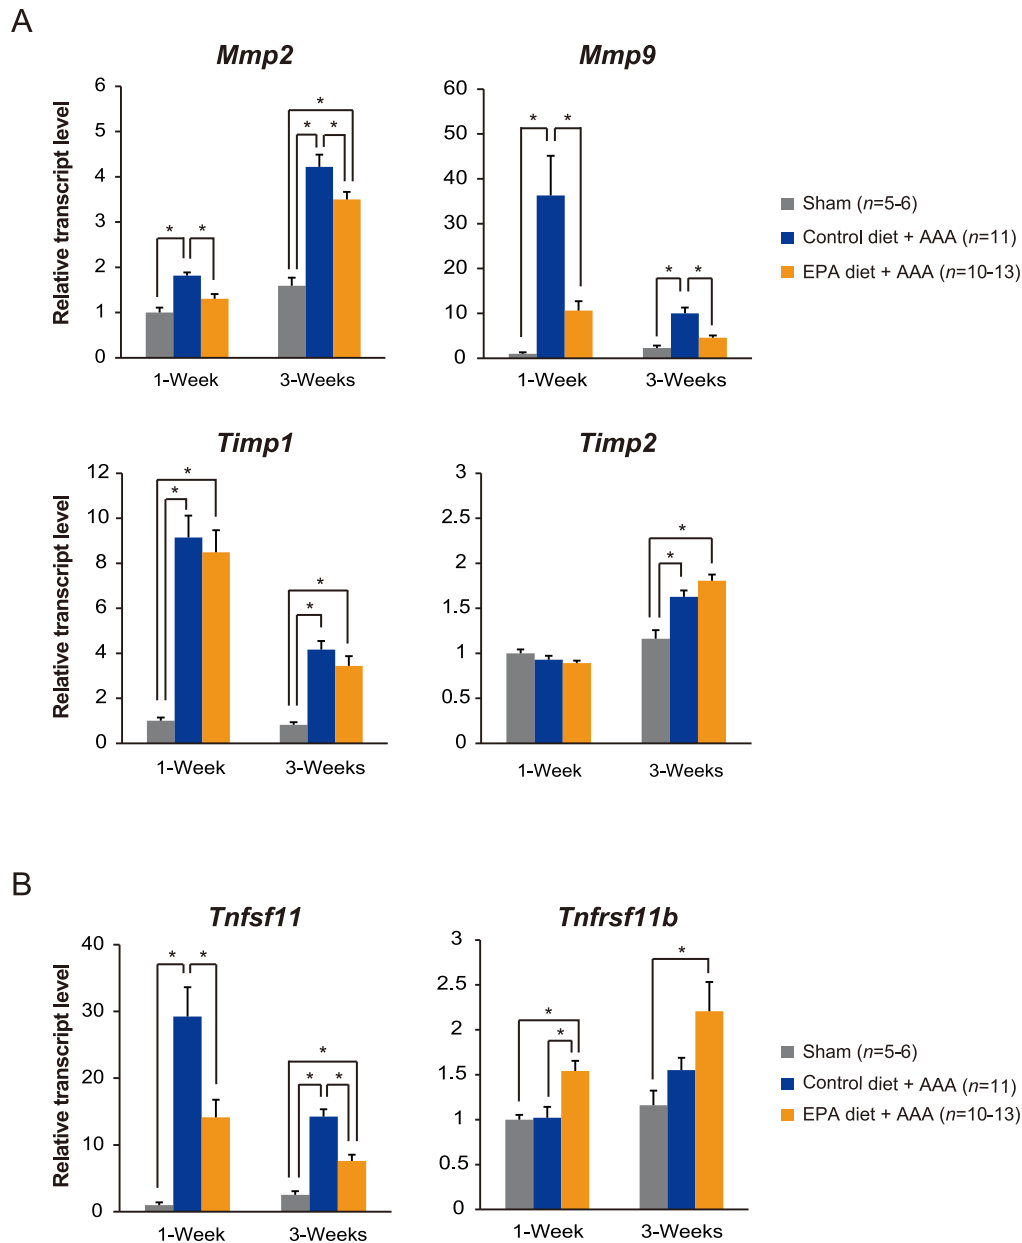 A
Mmp2
Mmp9
Relative transcript level
6
5
4
3
2
1
0
* * * * *
1-Week
3-Weeks
60
50
40
30
20
10
0
* * * *
1-Week
3-Weeks
Sham (n=5-6)
Control diet + AAA (n=11)
EPA diet + AAA (n=10-13)
Timp1
Timp2
Relative transcript level
12
10
8
6
4
2
0
* * * *
1-Week
3-Weeks
3
2.5
2
1.5
1
0.5
0
* *
1-Week
3-Weeks
B
Tnfsf11
Tnfrsf11b
Relative transcript level
40
30
20
10
0
* * * * *
1-Week
3-Weeks
3
2.5
2
1.5
1
0.5
0
* * *
1-Week
3-Weeks
Sham (n=5-6)
Control diet + AAA (n=11)
EPA diet + AAA (n=10-13)